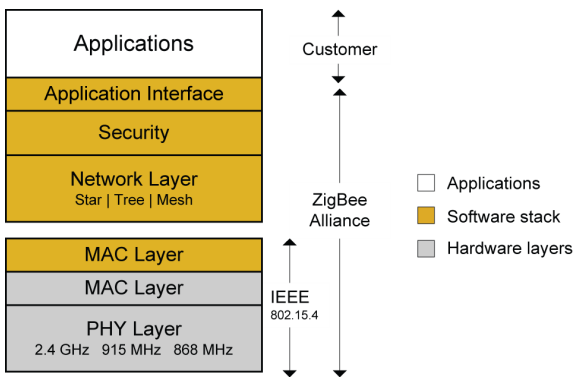 Applications
Application Interface
Security
Network Layer
Star | Tree | Mesh
MAC Layer
MAC Layer
PHY Layer
2.4 GHz 915 MHz 868 MHz
Customer
ZigBee
Alliance
IEEE
802.15.4
Applications
Software stack
Hardware layers